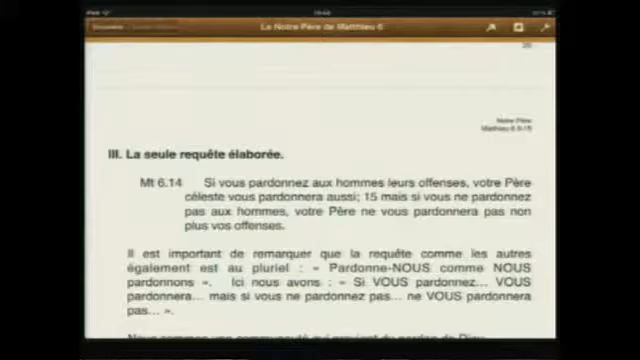 Le Notre Père de Matthieu 6
20
Notre Père
Matthieu 6.9-15
III. La seule requête élaborée.
Mt 6.14 Si vous pardonnez aux hommes leurs offenses, votre Père
céleste vous pardonnera aussi; 15 mais si vous ne pardonnez
pas aux hommes, votre Père ne vous pardonnera pas non
plus vos offenses.
Il est important de remarquer que la requête comme les autres
également est au pluriel : « Pardonne-NOUS comme NOUS
pardonnons ». Ici nous avons : « Si VOUS pardonnez... VOUS
pardonnera... mais si vous ne pardonnez pas... ne VOUS pardonnera
pas... ».